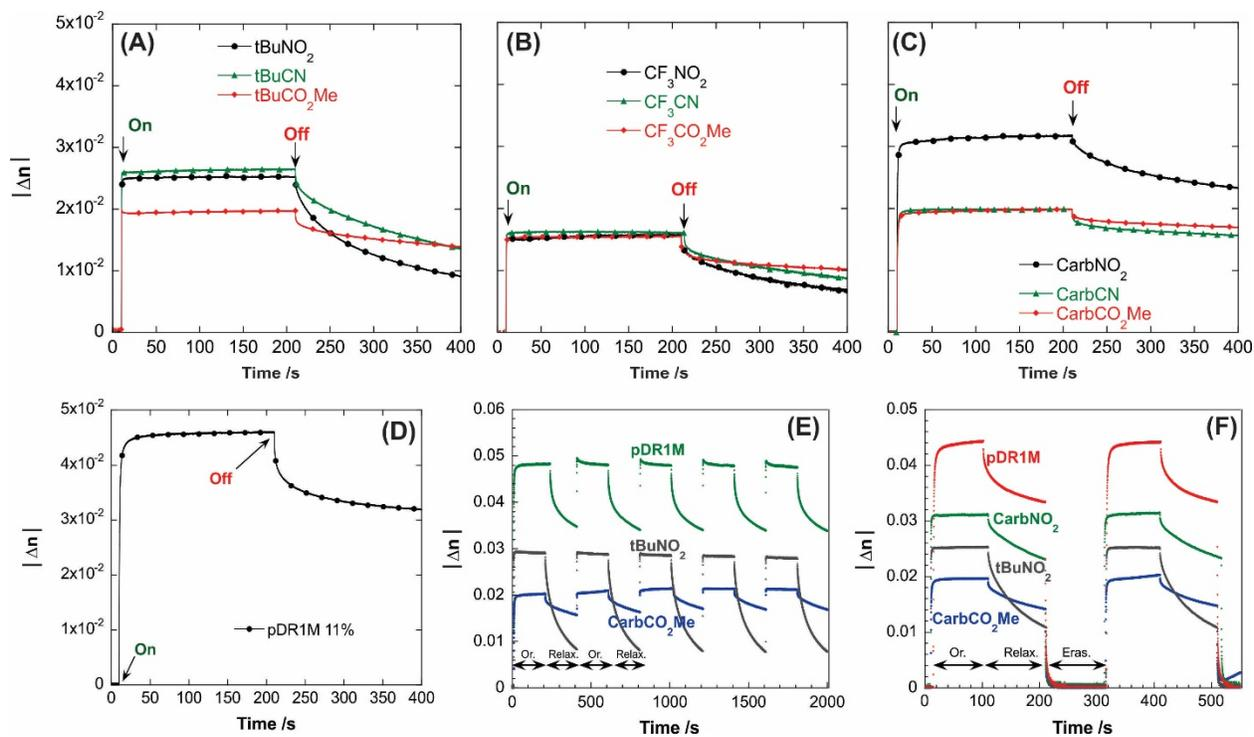 (A)
tBuNO2
tBuCN
tBuCO2Me
On
Off
5x10-2
4x10-2
3x10-2
2x10-2
1x10-2
0
|Δn|
0 50 100 150 200 250 300 350 400
Time /s
(B)
CF3NO2
CF3CN
CF3CO2Me
On
Off
0 50 100 150 200 250 300 350 400
Time /s
(C)
On
Off
CarbNO2
CarbCN
CarbCO2Me
0 50 100 150 200 250 300 350 400
Time /s
(D)
5x10-2
4x10-2
3x10-2
2x10-2
1x10-2
0
|Δn|
Off
On
pDR1M 11%
0 50 100 150 200 250 300 350 400
Time /s
(E)
0.06
0.05
0.04
0.03
0.02
0.01
0
|Δn|
pDR1M
tBuNO2
CarbCO2Me
Or. Relax. Or. Relax.
0 500 1000 1500 2000
Time /s
(F)
0.05
0.04
0.03
0.02
0.01
0
|Δn|
pDR1M
CarbNO2
tBuNO2
CarbCO2Me
Or. Relax. Eras.
0 100 200 300 400 500
Time /s